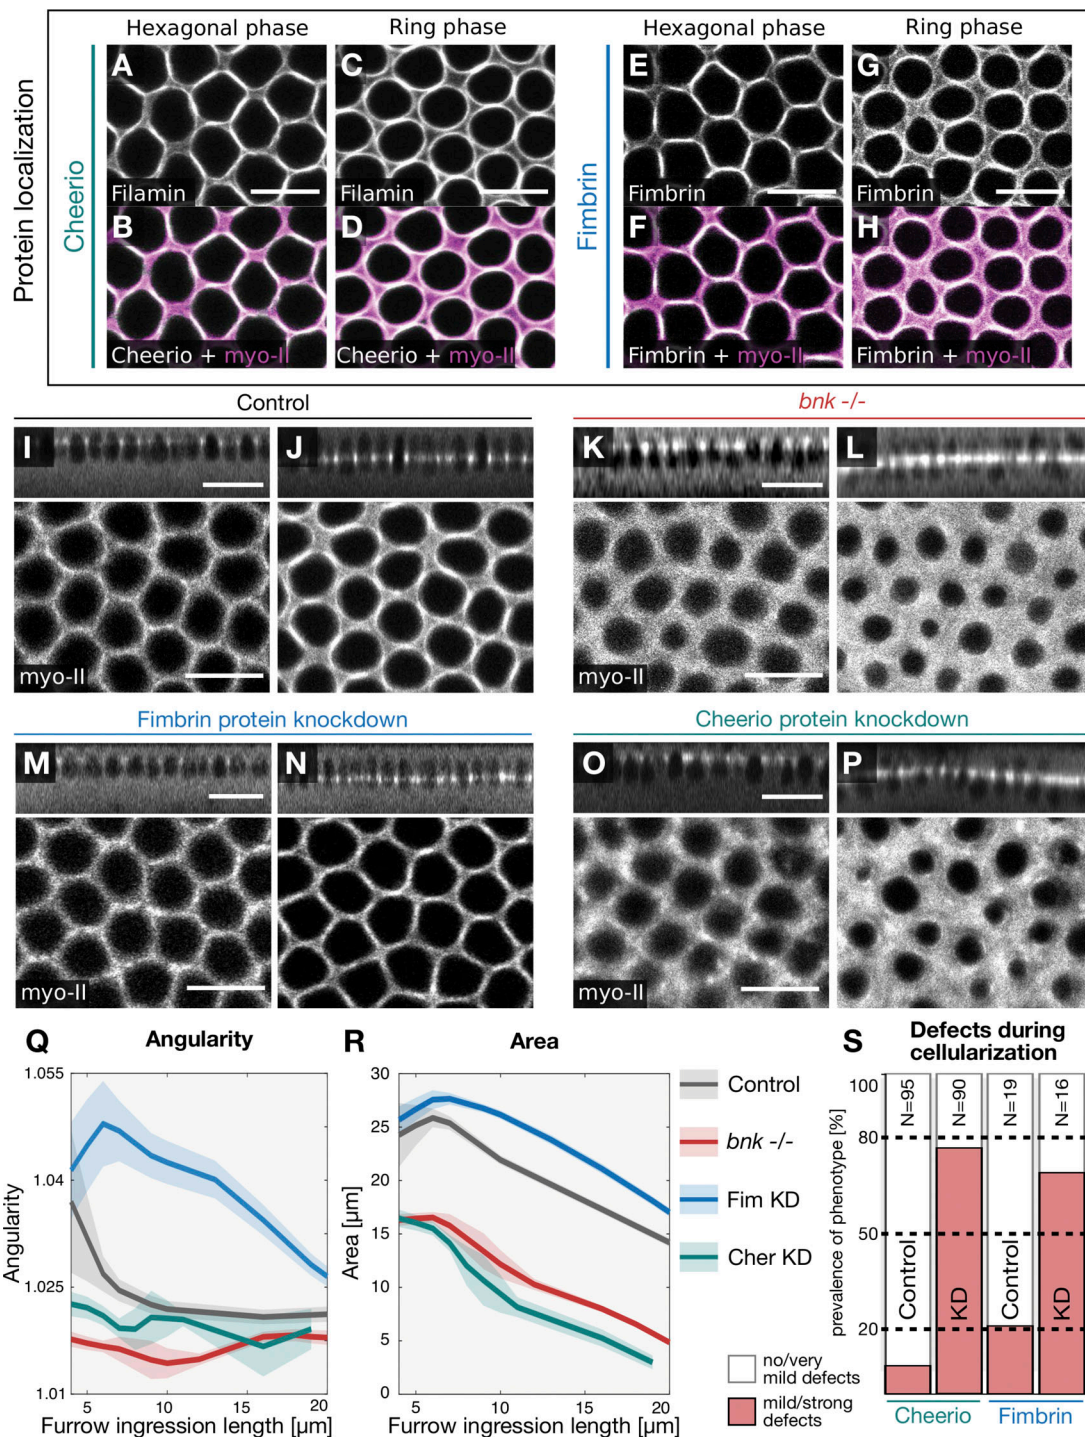 Hexagonal phase
Ring phase
Hexagonal phase
Ring phase
Protein localization
Cheerio
Fimbrin
A
C
E
G
Filamin
Filamin
Fimbrin
Fimbrin
B
D
F
H
Cheerio + myo-II
Cheerio + myo-II
Fimbrin + myo-II
Fimbrin + myo-II
Control
bnk -/-
I
J
K
L
myo-II
myo-II
Fimbrin protein knockdown
Cheerio protein knockdown
M
N
O
P
myo-II
myo-II
Q
Angularity
1.055
1.04
1.025
1.01
Angularity
5
10
15
20
Furrow ingression length [µm]
R
Area
30
25
20
15
10
5
0
Area [µm]
5
10
15
20
Furrow ingression length [µm]
Control
bnk -/-
Fim KD
Cher KD
S
Defects during
cellularization
prevalence of phenotype [%]
100
80
50
20
N=95
N=90
N=19
N=16
Control
KD
Control
KD
Cheerio
Fimbrin
no/very
mild defects
mild/strong
defects